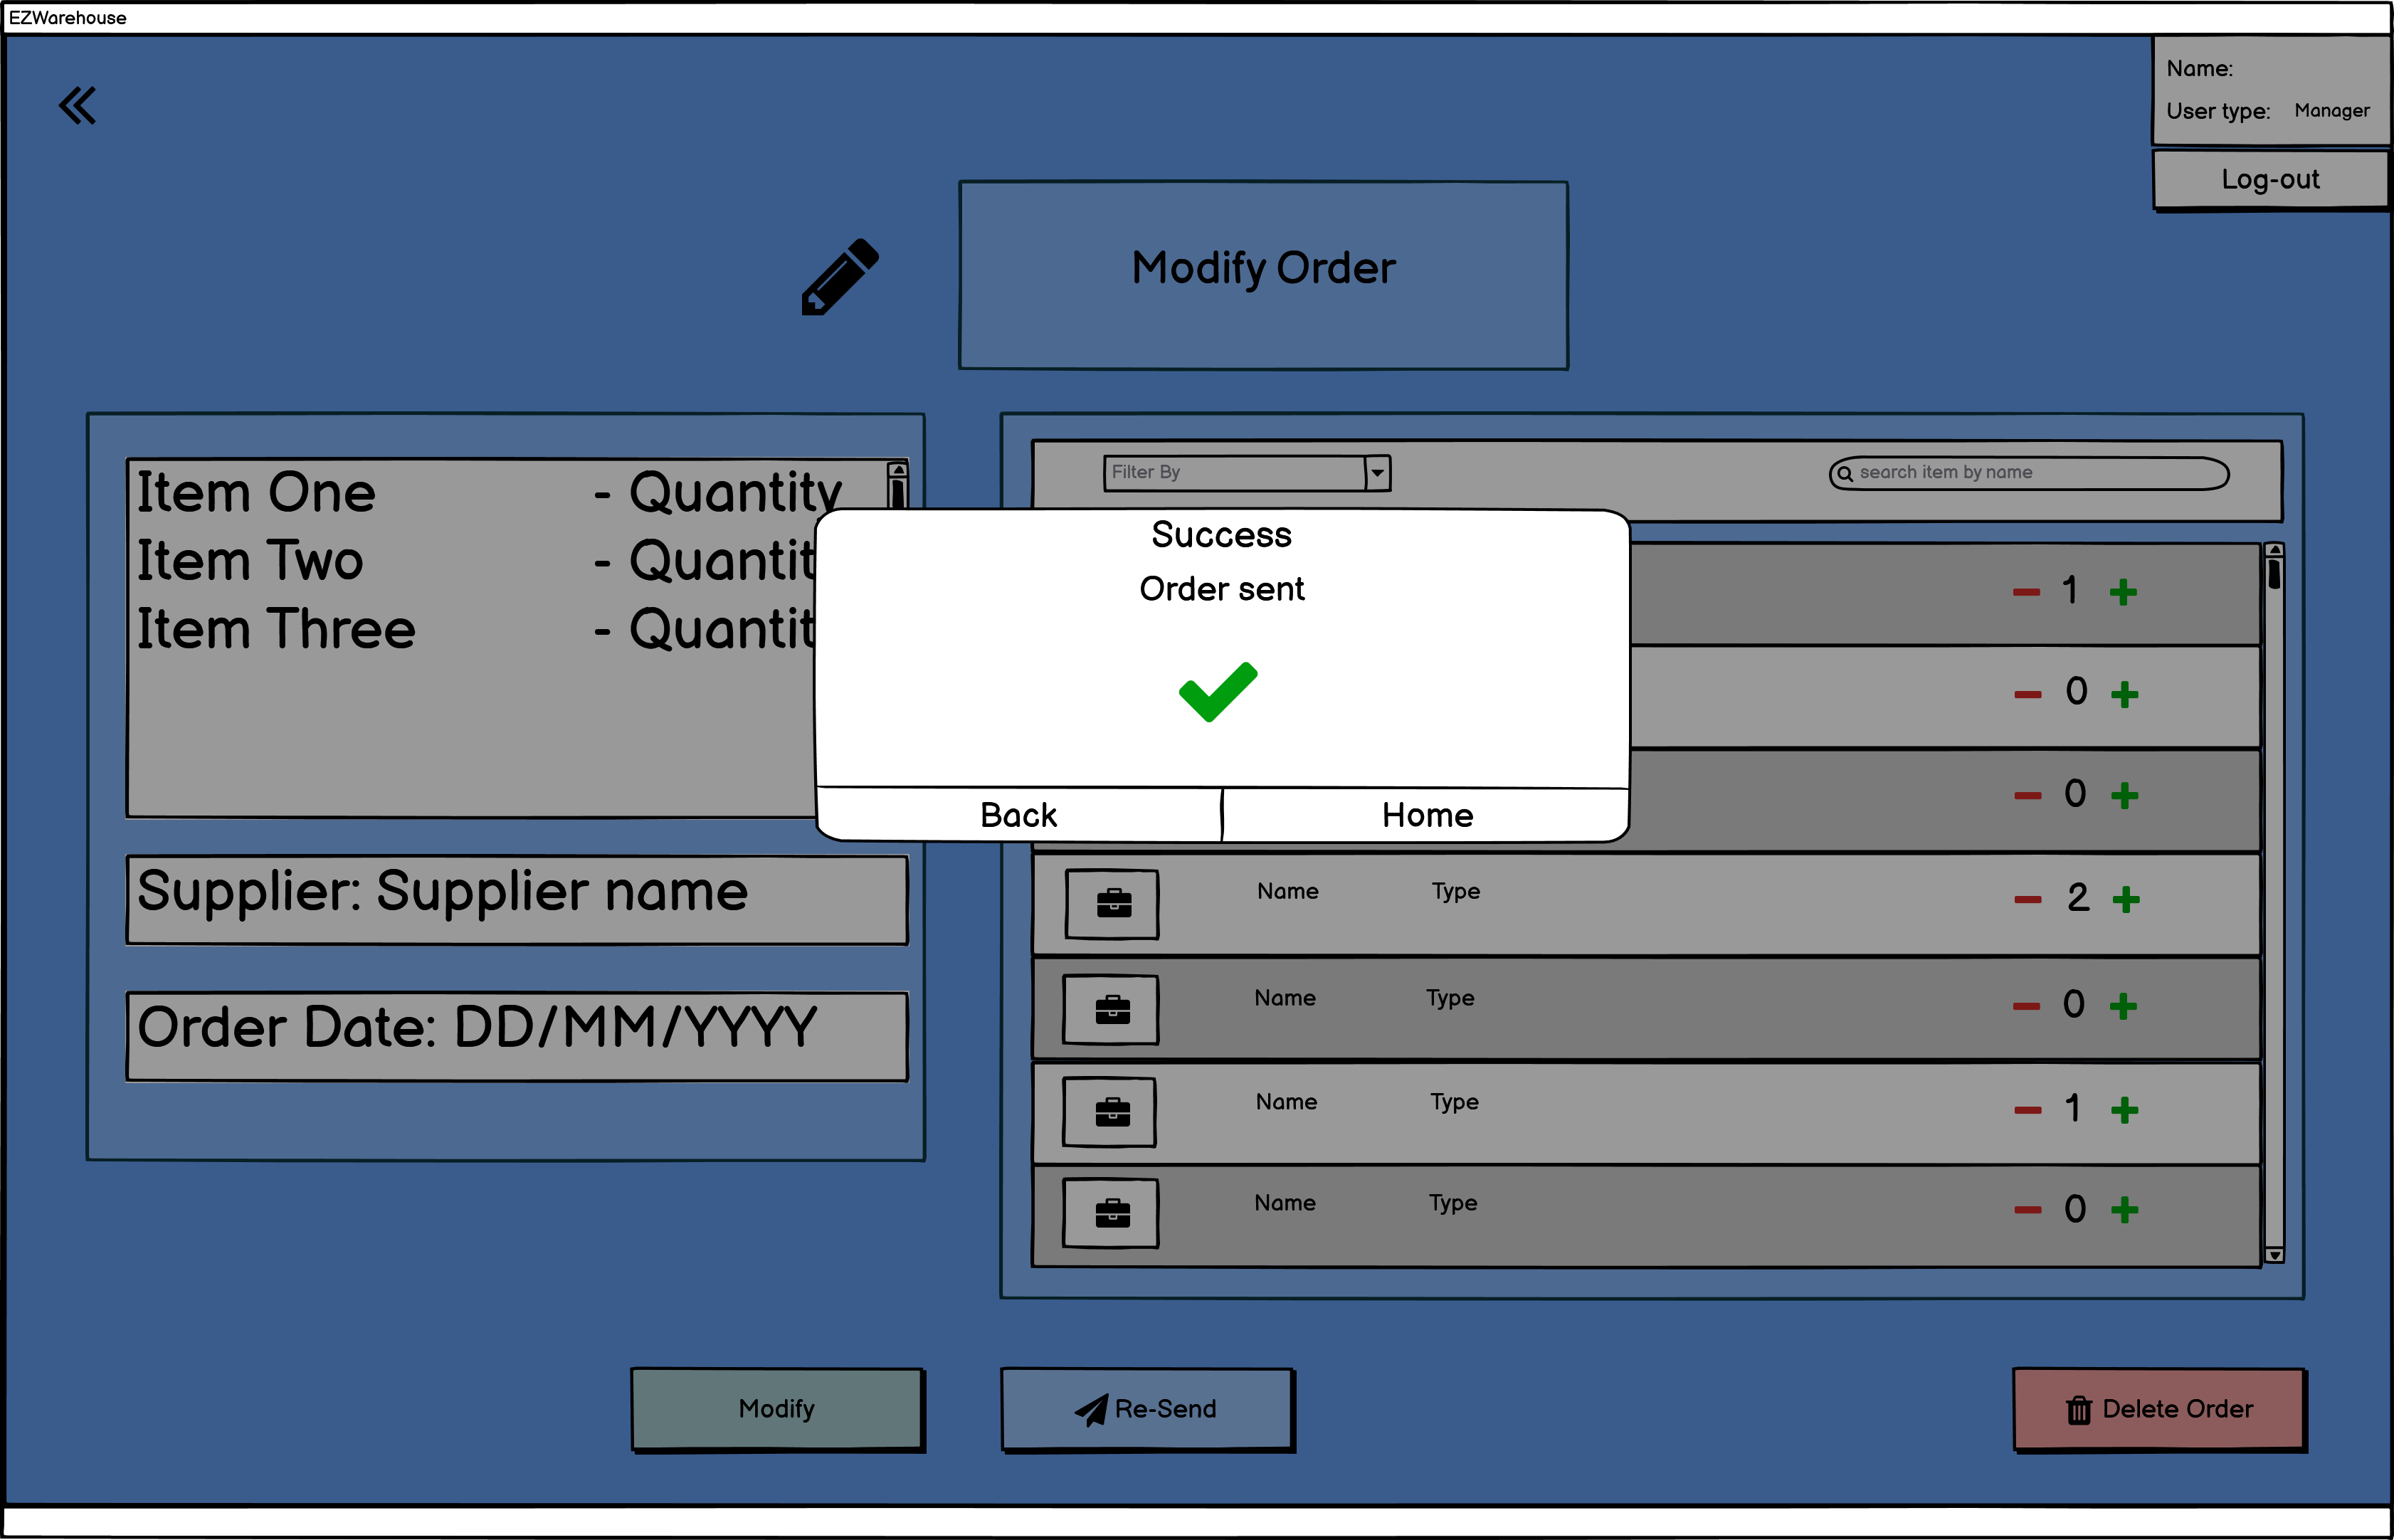 EZWarehouse
Name:
User type: Manager
Log-out
Modify Order
Item One - Quantity
Item Two - Quantit
Item Three - Quantit
Supplier: Supplier name
Order Date: DD/MM/YYYY
Filter By
search item by name
Success
Order sent
Back Home
1
0
0
Name Type 2
Name Type 0
Name Type 1
Name Type 0
Modify
Re-Send
Delete Order